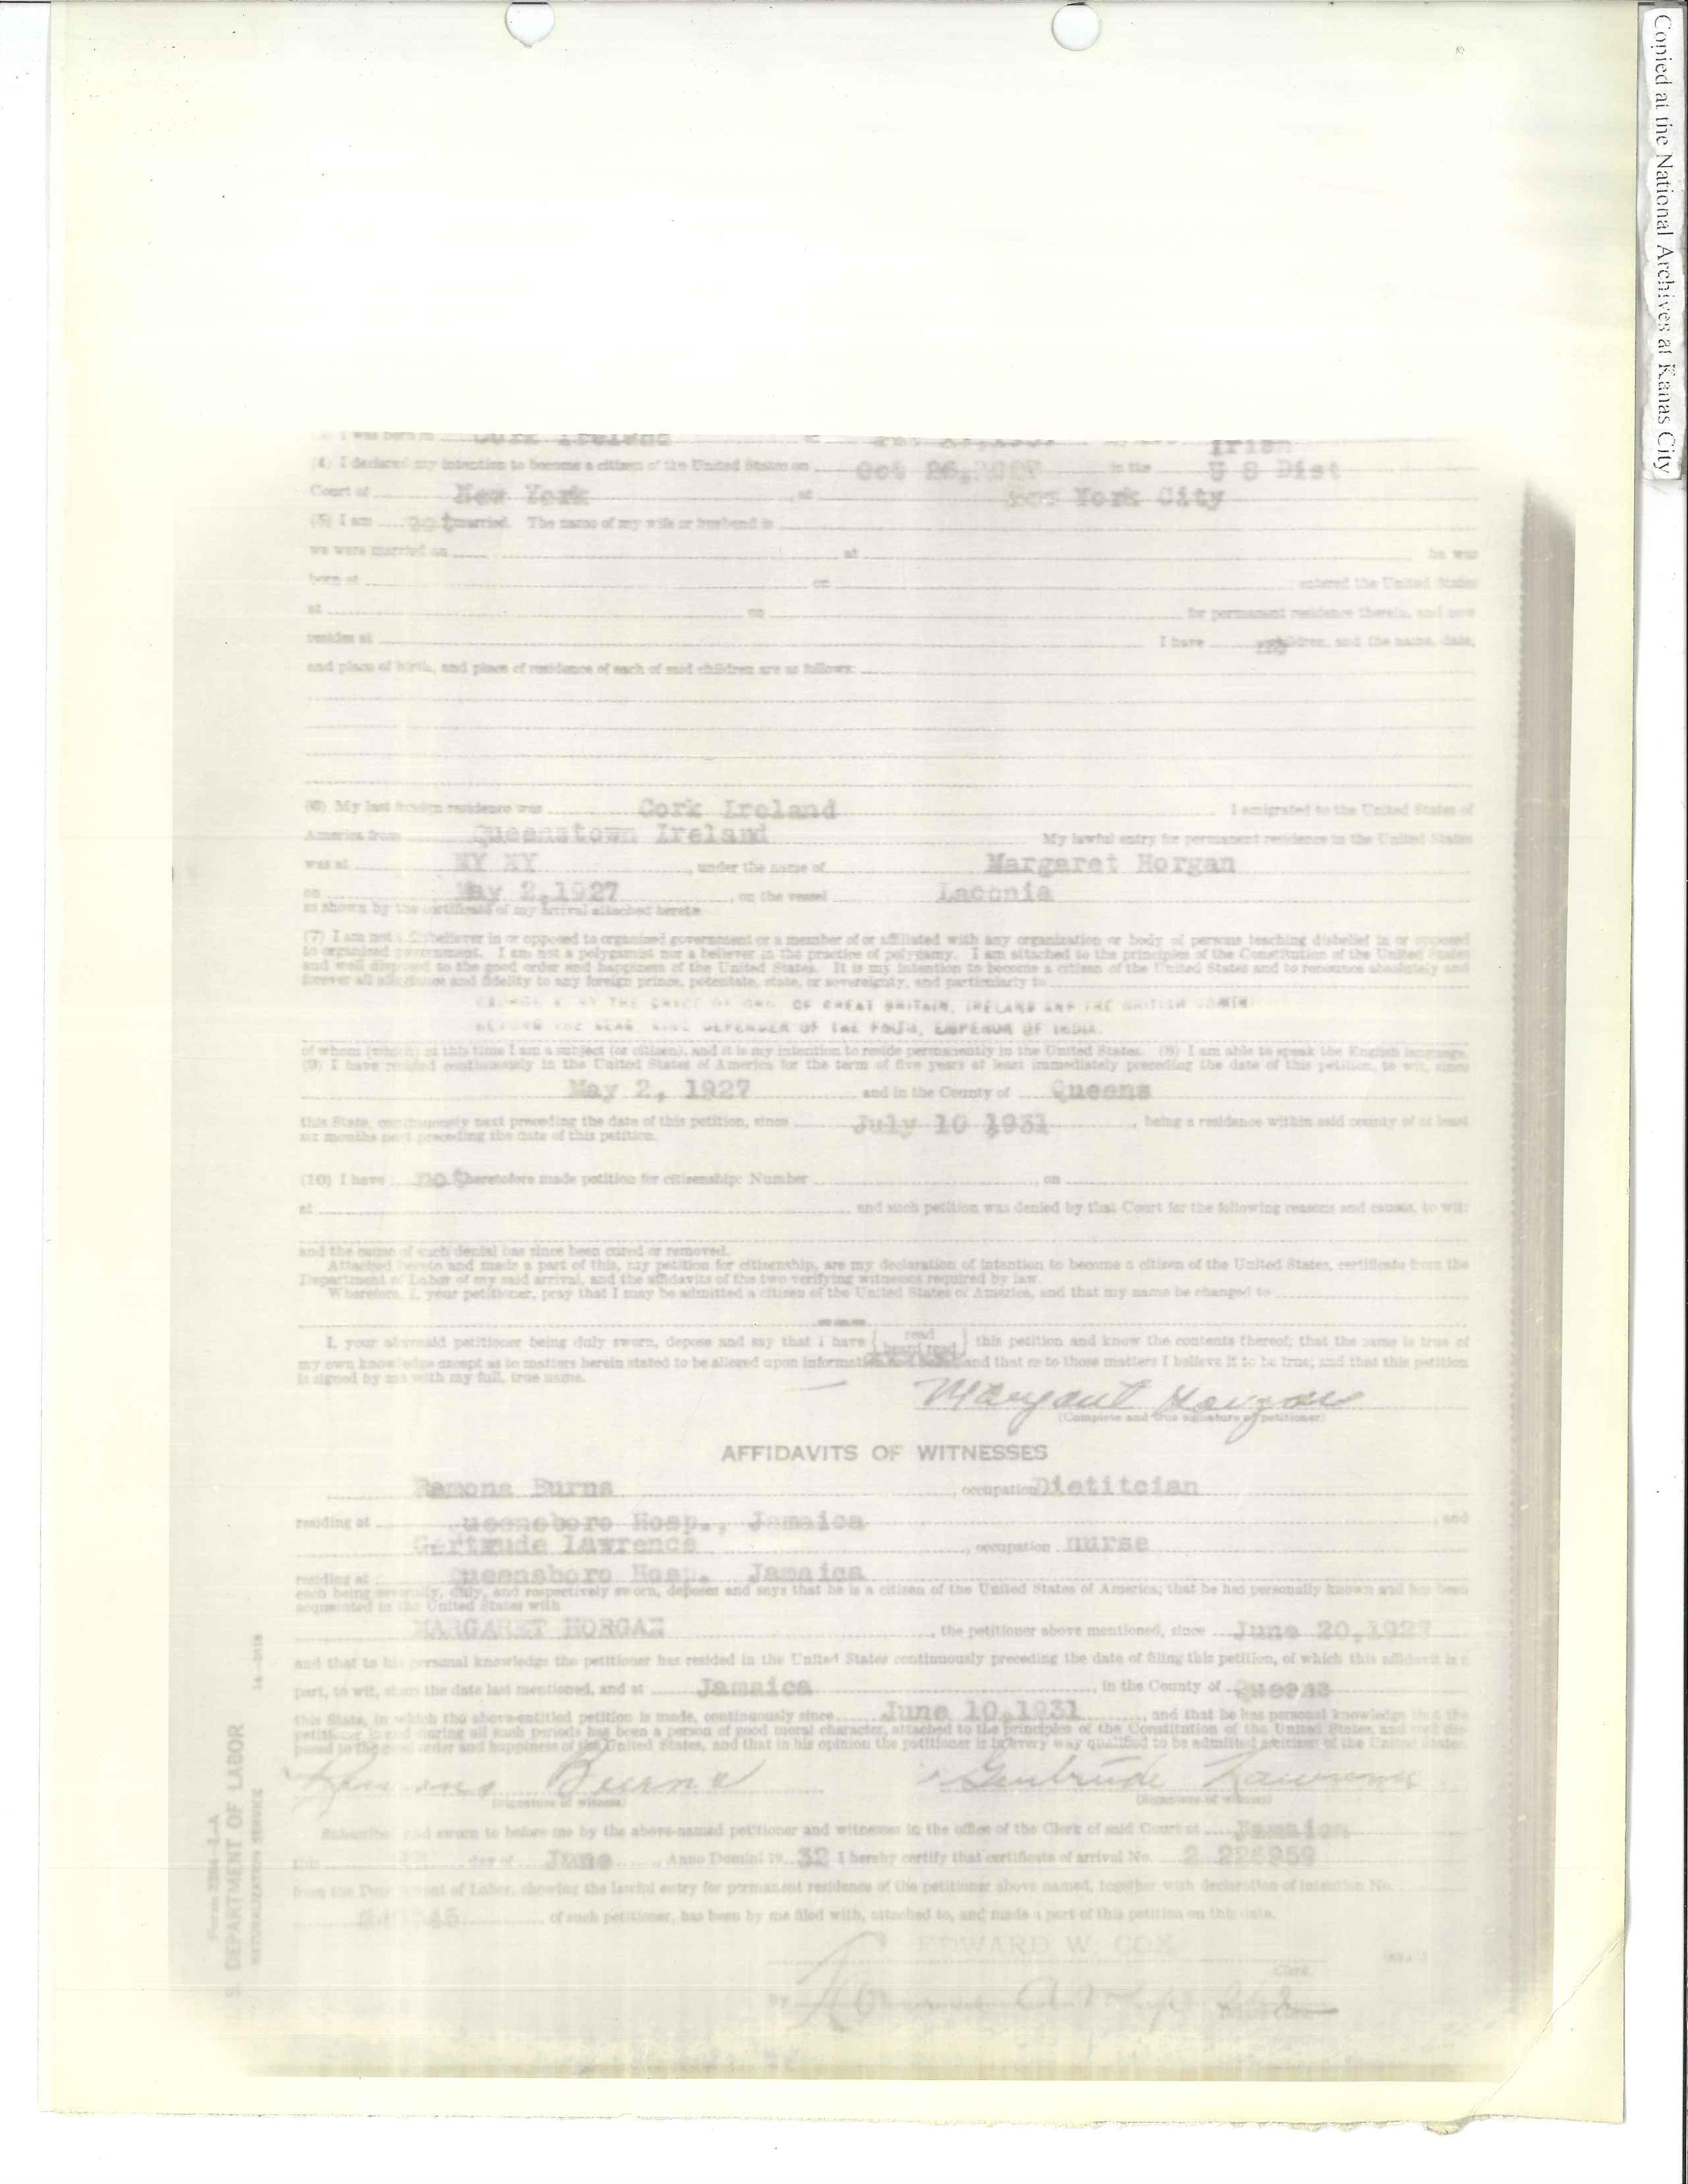 Copied at the National Archives at Kanas City
I was born in Cork Ireland Irish
(4) I declared my intention to become a citizen of the United States on Oct 26, in the U S Dist
Court of New York , at New York City
(5) I am not married. The name of my wife or husband is
we were married on at he was
born at on entered the United States
at on for permanent residence therein, and now
resides at I have children, and the name, date,
and place of birth, and place of residence of each of said children are as follows:
(6) My last foreign residence was Cork Ireland I emigrated to the United States of
America from Queenstown Ireland My lawful entry for permanent residence in the United States
was at NY NY , under the name of Margaret Horgan
on May 2,1927 , on the vessel Laconia
as shown by the certificate of my arrival attached hereto
(7) I am not a disbeliever in or opposed to organized government or a member of or affiliated with any organization or body of persons teaching disbelief in or opposed
to organized government. I am not a polygamist nor a believer in the practice of polygamy. I am attached to the principles of the Constitution of the United States
and well disposed to the good order and happiness of the United States. It is my intention to become a citizen of the United States and to renounce absolutely and
forever all allegiance and fidelity to any foreign prince, potentate, state, or sovereignty, and particularly to
BY THE GRACE OF OF GREAT BRITAIN, IRELAND AND THE BRITISH
BEYOND THE SEAS, KING DEFENDER OF THE FAITH, EMPEROR OF INDIA.
of whom (which) at this time I am a subject (or citizen), and it is my intention to reside permanently in the United States. (8) I am able to speak the English language.
(9) I have resided continuously in the United States of America for the term of five years at least immediately preceding the date of this petition, to wit, since
May 2, 1927 and in the County of Queens
this State, continuously next preceding the date of this petition, since July 10 1931 , being a residence within said county of at least
six months next preceding the date of this petition.
(10) I have not heretofore made petition for citizenship: Number , on
at and such petition was denied by that Court for the following reasons and causes, to wit:
and the cause of such denial has since been cured or removed.
Attached hereto and made a part of this, my petition for citizenship, are my declaration of intention to become a citizen of the United States, certificate from the
Department of Labor of my said arrival, and the affidavits of the two verifying witnesses required by law.
Wherefore, I, your petitioner, pray that I may be admitted a citizen of the United States of America, and that my name be changed to
I, your aforesaid petitioner being duly sworn, depose and say that I have { read heard read } this petition and know the contents thereof; that the same is true of
my own knowledge except as to matters herein stated to be alleged upon information and belief, and that as to those matters I believe it to be true; and that this petition
is signed by me with my full, true name.
Margaret Horgan
(Complete and true signature of petitioner)
AFFIDAVITS OF WITNESSES
Ramona Burns , occupation Dietitcian
residing at Queensboro Hosp., Jamaica , and
Gertrude Lawrence , occupation nurse
residing at Queensboro Hosp. Jamaica
each being severally, duly, and respectively sworn, deposes and says that he is a citizen of the United States of America; that he has personally known and has been
acquainted in the United States with
MARGARET HORGAN , the petitioner above mentioned, since June 20,192
and that to his personal knowledge the petitioner has resided in the United States continuously preceding the date of filing this petition, of which this affidavit is a
part, to wit, since the date last mentioned, and at Jamaica , in the County of Queens
this State, in which the above-entitled petition is made, continuously since June 10,1931 , and that he has personal knowledge that the
petitioner is and during all such periods has been a person of good moral character, attached to the principles of the Constitution of the United States, and well dis-
posed to the good order and happiness of the United States, and that in his opinion the petitioner is in every way qualified to be admitted a citizen of the United States.
Ramona Burns Gertrude Lawrence
(Signature of witness) (Signature of witness)
Subscribed and sworn to before me by the above-named petitioner and witnesses in the office of the Clerk of said Court at Jamaica
this day of June , Anno Domini 19 32 I hereby certify that certificate of arrival No. 2 226959
from the Department of Labor, showing the lawful entry for permanent residence of the petitioner above named, together with declaration of intention No.
of such petitioner, has been by me filed with, attached to, and made a part of this petition on this date.
EDWARD W. COX
Clerk.
By
U.S. DEPARTMENT OF LABOR
NATURALIZATION SERVICE